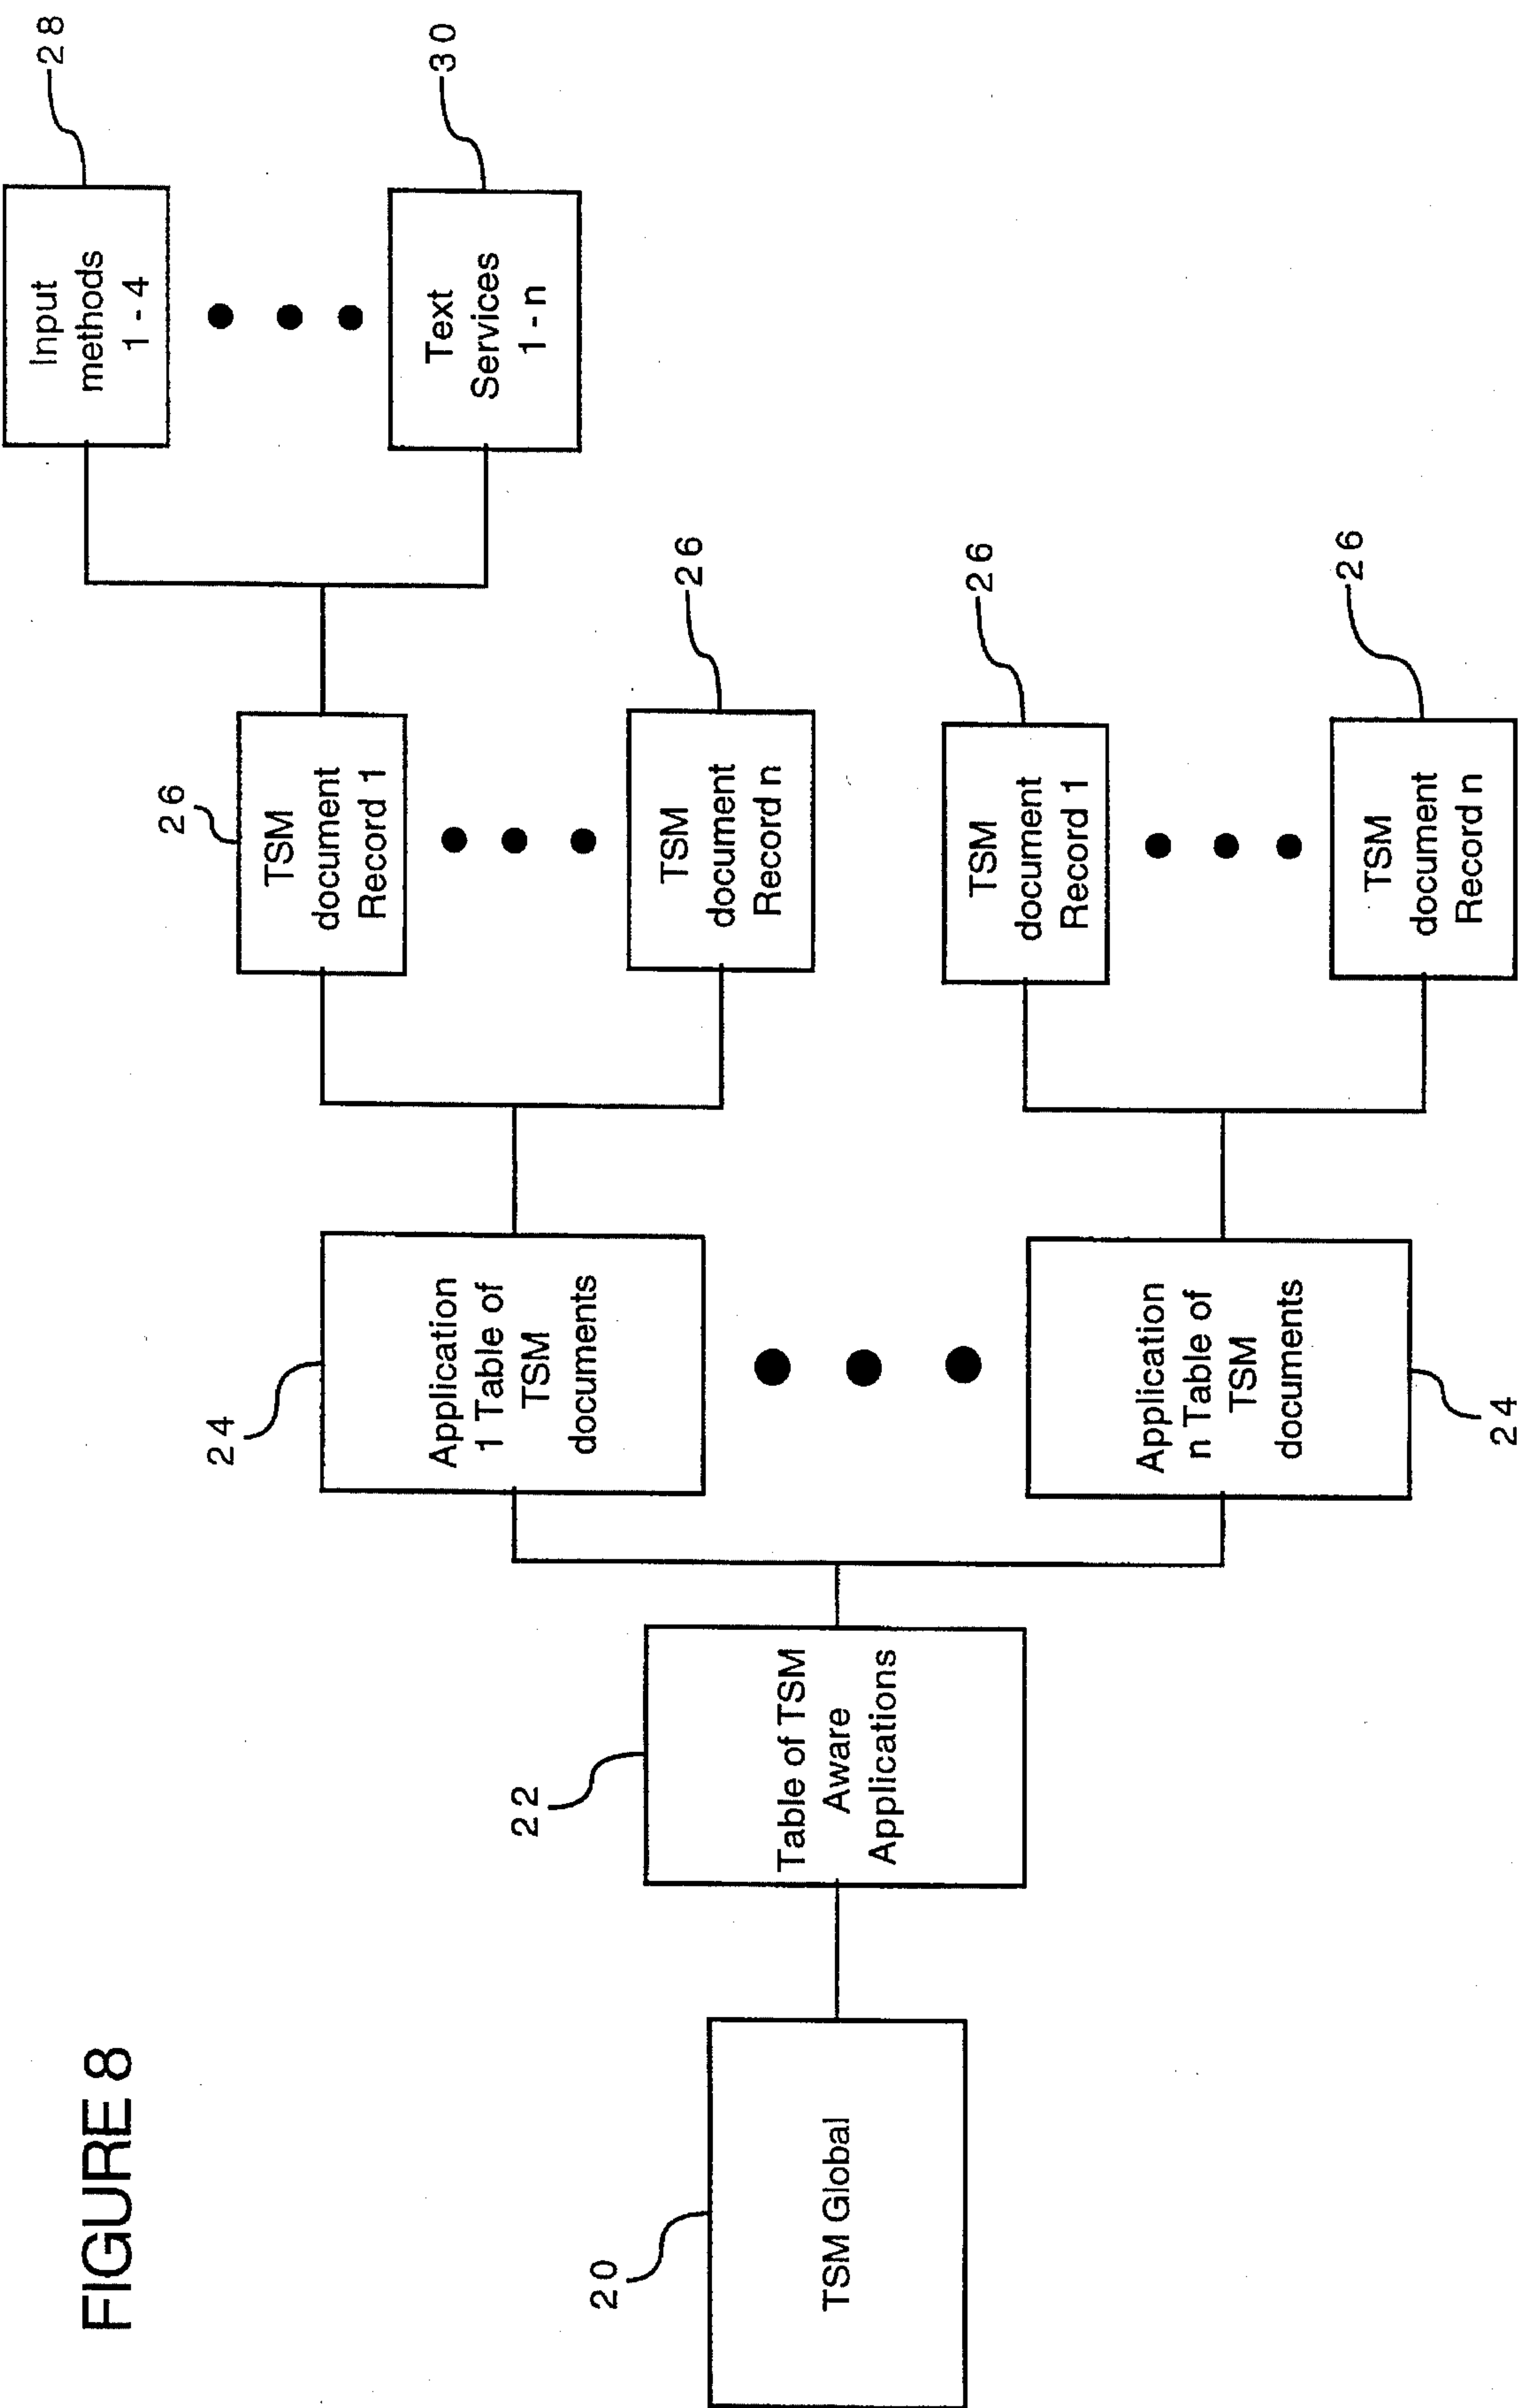 FIGURE 8
20
TSM Global
22
Table of TSM
Aware
Applications
24
Application
1 Table of
TSM
documents
Application
n Table of
TSM
documents
24
26
TSM
document
Record 1
TSM
document
Record n
26
TSM
document
Record 1
26
TSM
document
Record n
26
Input
methods
1 - 4
28
Text
Services
1 - n
30